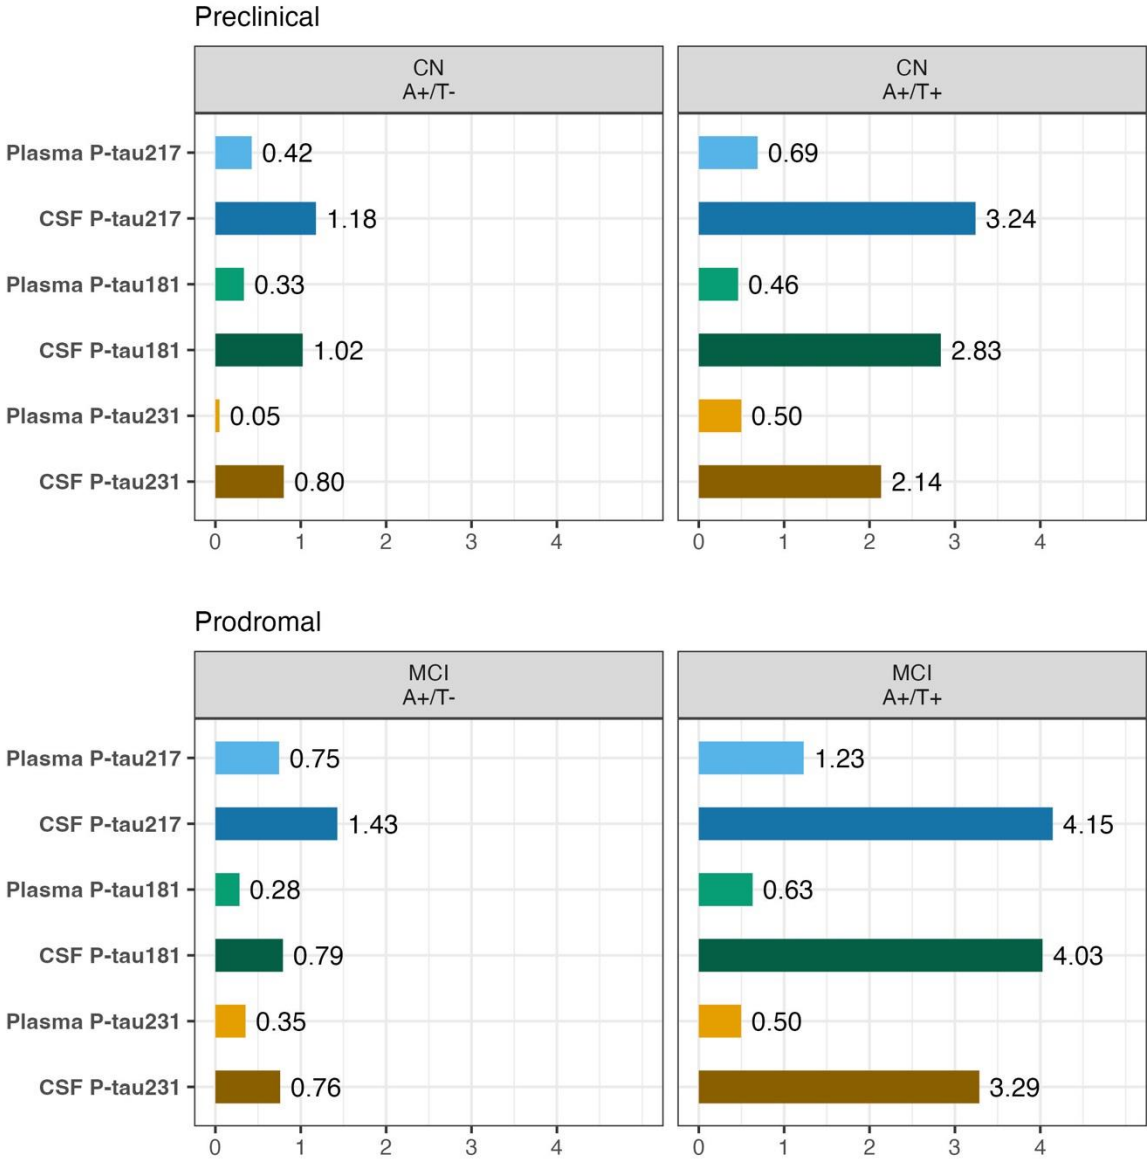 Preclinical
CN
A+/T-
CN
A+/T+
Plasma P-tau217
0.42
0.69
CSF P-tau217
1.18
3.24
Plasma P-tau181
0.33
0.46
CSF P-tau181
1.02
2.83
Plasma P-tau231
0.05
0.50
CSF P-tau231
0.80
2.14
0 1 2 3 4
0 1 2 3 4
Prodromal
MCI
A+/T-
MCI
A+/T+
Plasma P-tau217
0.75
1.23
CSF P-tau217
1.43
4.15
Plasma P-tau181
0.28
0.63
CSF P-tau181
0.79
4.03
Plasma P-tau231
0.35
0.50
CSF P-tau231
0.76
3.29
0 1 2 3 4
0 1 2 3 4